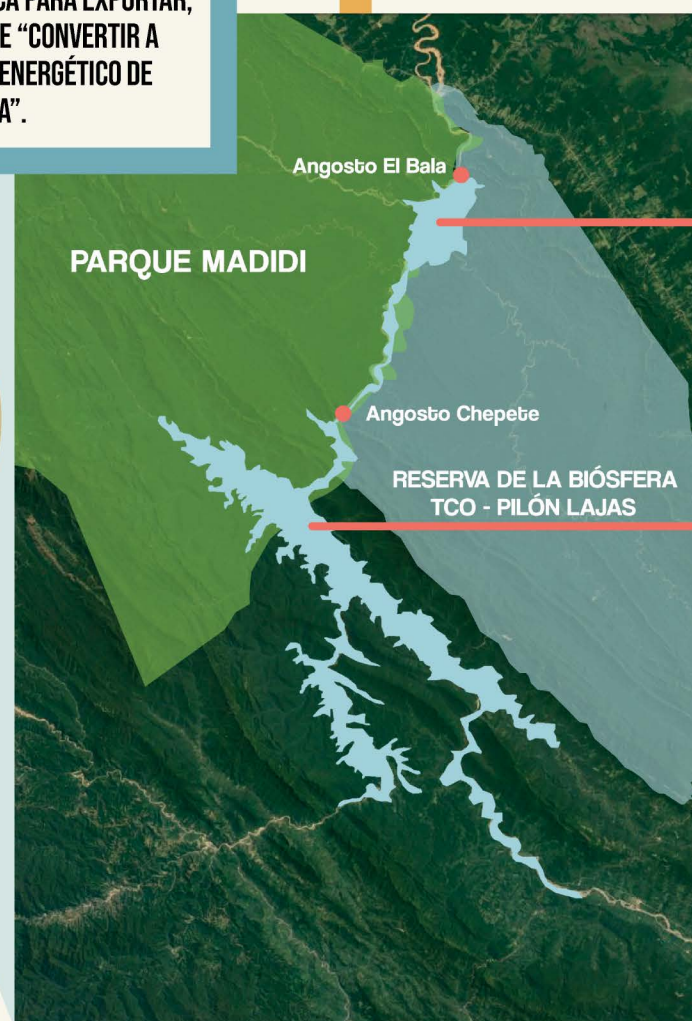 CA PARA EXPORTAR,
E “CONVERTIR A
ENERGÉTICO DE
A”.
Angosto El Bala
PARQUE MADIDI
Angosto Chepete
RESERVA DE LA BIÓSFERA
TCO - PILÓN LAJAS